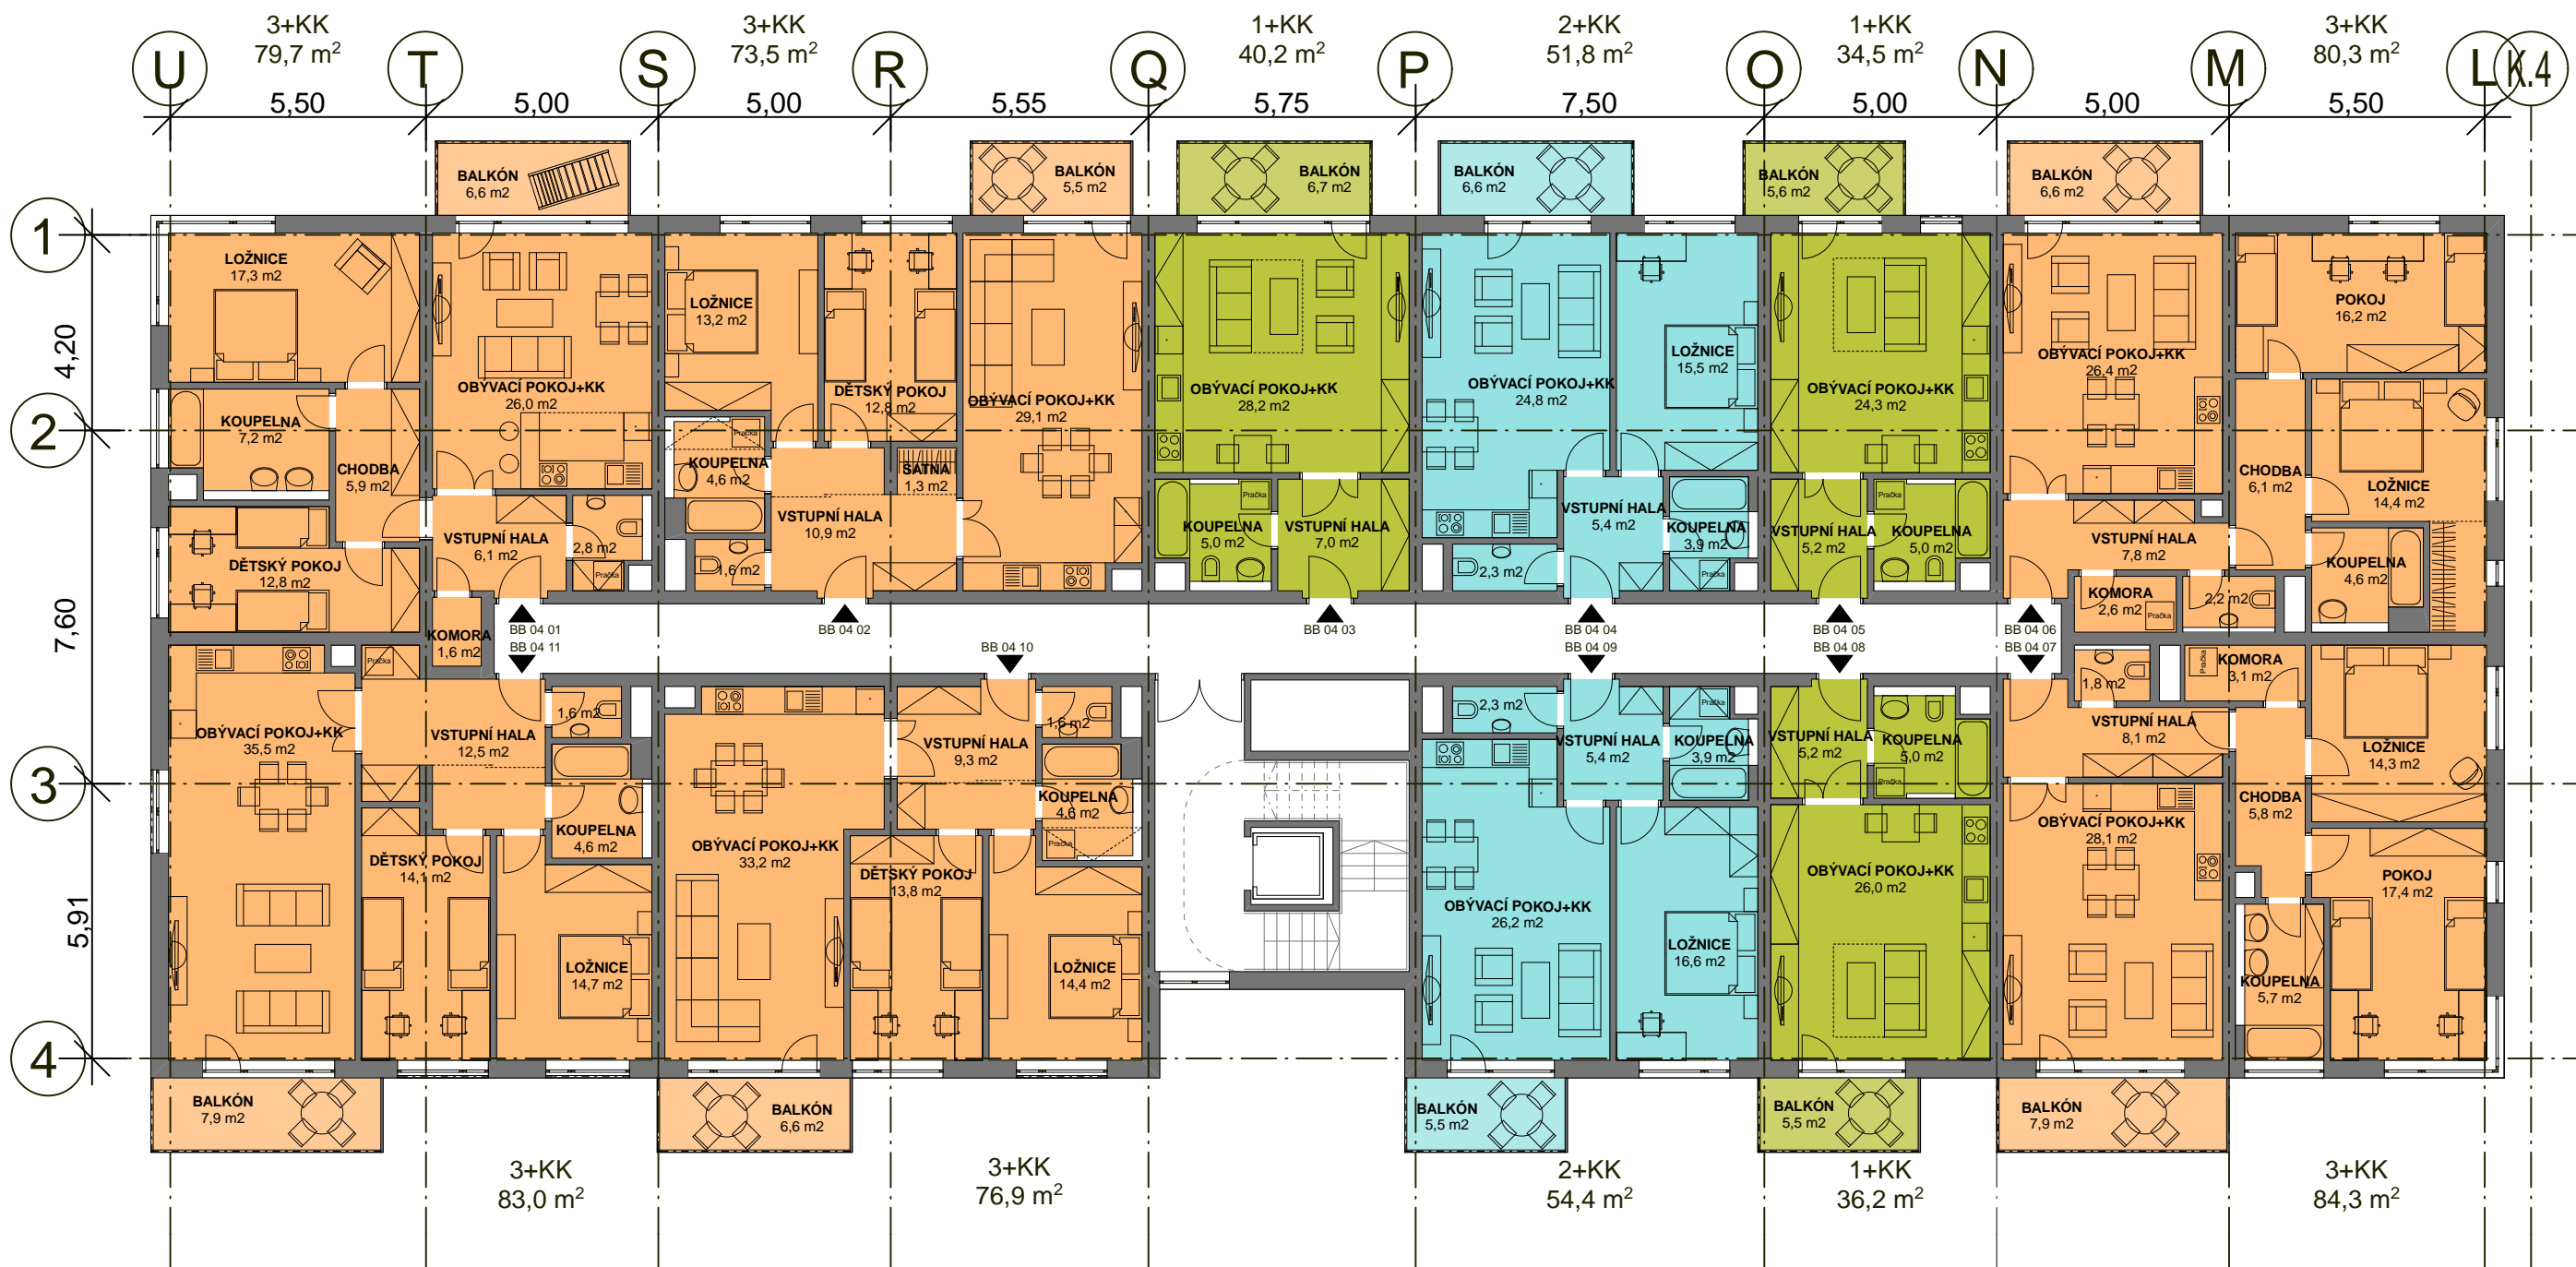 3+KK
79,7 m²
3+KK
73,5 m²
1+KK
40,2 m²
2+KK
51,8 m²
1+KK
34,5 m²
3+KK
80,3 m²
U
T
S
R
Q
P
O
N
M
L
K.4
5,50
5,00
5,00
5,55
5,75
7,50
5,00
5,00
5,50
BALKÓN
6,6 m2
BALKÓN
5,5 m2
BALKÓN
6,7 m2
BALKÓN
6,6 m2
BALKÓN
5,6 m2
BALKÓN
6,6 m2
1
2
3
4
4,20
7,60
5,91
LOŽNICE
17,3 m2
KOUPELNA
7,2 m2
CHODBA
5,9 m2
DĚTSKÝ POKOJ
12,8 m2
OBÝVACÍ POKOJ+KK
26,0 m2
VSTUPNÍ HALA
6,1 m2
2,8 m2
Pračka
KOMORA
1,6 m2
BB 04 01
LOŽNICE
13,2 m2
DĚTSKÝ POKOJ
12,8 m2
OBÝVACÍ POKOJ+KK
29,1 m2
Pračka
KOUPELNA
4,6 m2
ŠATNA
1,3 m2
VSTUPNÍ HALA
10,9 m2
1,6 m2
BB 04 02
OBÝVACÍ POKOJ+KK
28,2 m2
Pračka
KOUPELNA
5,0 m2
VSTUPNÍ HALA
7,0 m2
BB 04 03
OBÝVACÍ POKOJ+KK
24,8 m2
LOŽNICE
15,5 m2
VSTUPNÍ HALA
5,4 m2
KOUPELNA
3,9 m2
2,3 m2
Pračka
BB 04 04
OBÝVACÍ POKOJ+KK
24,3 m2
Pračka
VSTUPNÍ HALA
5,2 m2
KOUPELNA
5,0 m2
BB 04 05
OBÝVACÍ POKOJ+KK
26,4 m2
POKOJ
16,2 m2
CHODBA
6,1 m2
LOŽNICE
14,4 m2
VSTUPNÍ HALA
7,8 m2
KOUPELNA
4,6 m2
KOMORA
2,6 m2
Pračka
2,2 m2
BB 04 06
BB 04 11
Pračka
OBÝVACÍ POKOJ+KK
35,5 m2
VSTUPNÍ HALA
12,5 m2
1,6 m2
KOUPELNA
4,6 m2
DĚTSKÝ POKOJ
14,1 m2
LOŽNICE
14,7 m2
BB 04 10
OBÝVACÍ POKOJ+KK
33,2 m2
VSTUPNÍ HALA
9,3 m2
1,6 m2
KOUPELNA
4,6 m2
Pračka
DĚTSKÝ POKOJ
13,8 m2
LOŽNICE
14,4 m2
BB 04 09
2,3 m2
Pračka
VSTUPNÍ HALA
5,4 m2
KOUPELNA
3,9 m2
OBÝVACÍ POKOJ+KK
26,2 m2
LOŽNICE
16,6 m2
BB 04 08
VSTUPNÍ HALA
5,2 m2
KOUPELNA
5,0 m2
Pračka
OBÝVACÍ POKOJ+KK
26,0 m2
BB 04 07
1,8 m2
Pračka
KOMORA
3,1 m2
VSTUPNÍ HALA
8,1 m2
LOŽNICE
14,3 m2
CHODBA
5,8 m2
OBÝVACÍ POKOJ+KK
28,1 m2
POKOJ
17,4 m2
KOUPELNA
5,7 m2
BALKÓN
7,9 m2
BALKÓN
6,6 m2
BALKÓN
5,5 m2
BALKÓN
5,5 m2
BALKÓN
7,9 m2
3+KK
83,0 m²
3+KK
76,9 m²
2+KK
54,4 m²
1+KK
36,2 m²
3+KK
84,3 m²